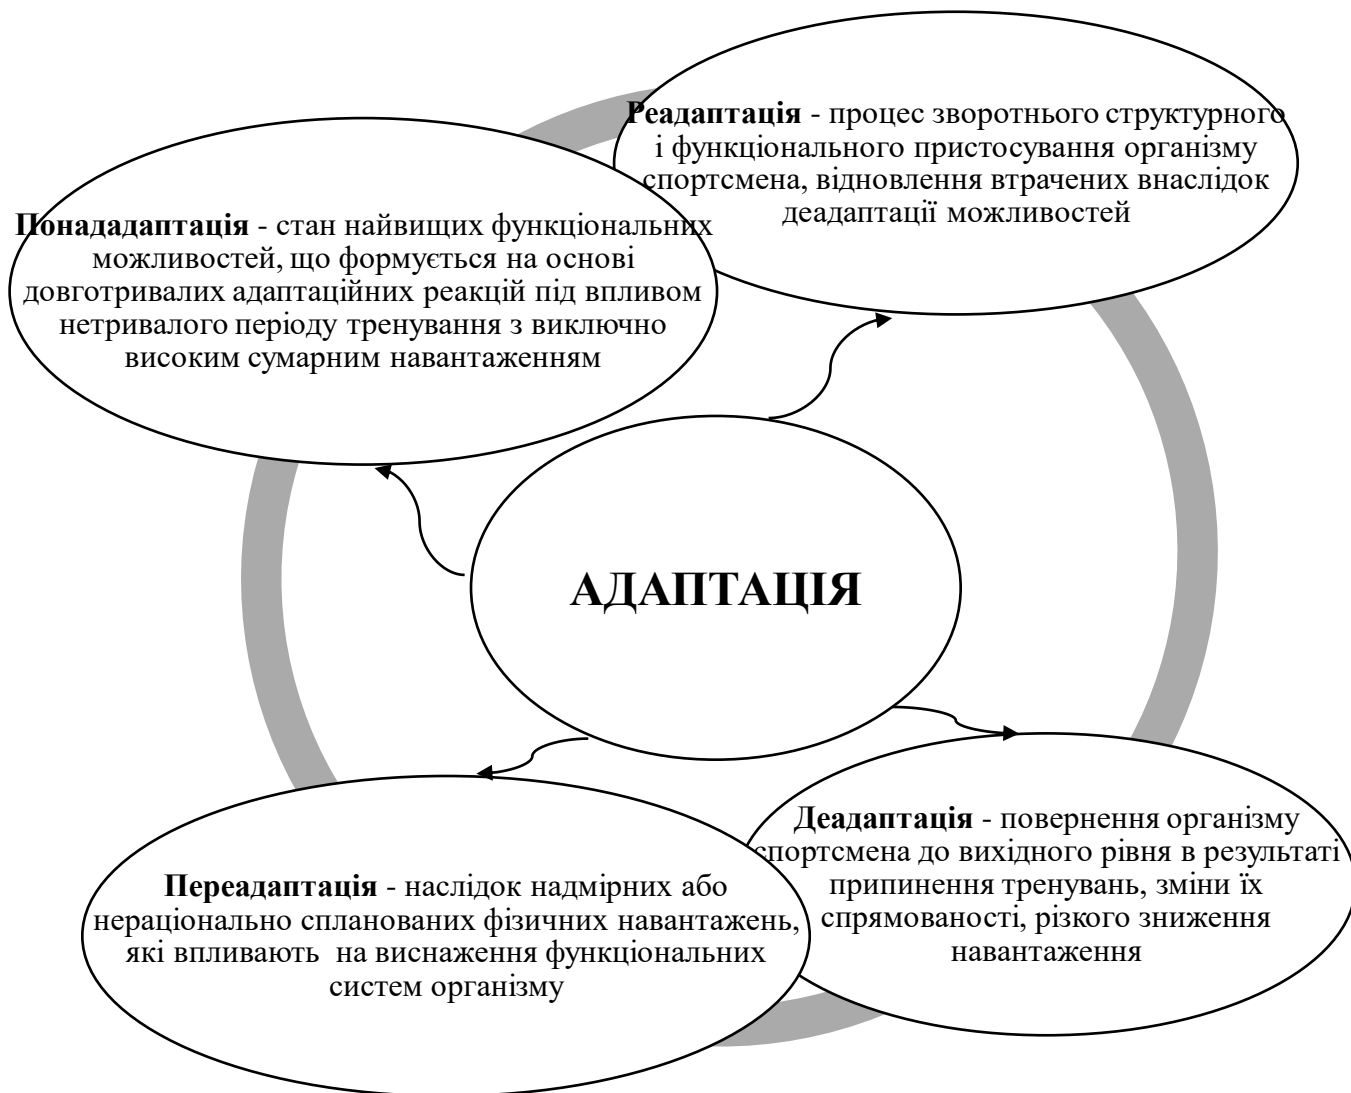 Реадаптація - процес зворотнього структурного
і функціонального пристосування організму
спортсмена, відновлення втрачених внаслідок
деадаптації можливостей
Понададаптація - стан найвищих функціональних
можливостей, що формується на основі
довготривалих адаптаційних реакцій під впливом
нетривалого періоду тренування з виключно
високим сумарним навантаженням
АДАПТАЦІЯ
Деадаптація - повернення організму
спортсмена до вихідного рівня в результаті
припинення тренувань, зміни їх
спрямованості, різкого зниження
навантаження
Переадаптація - наслідок надмірних або
нераціонально спланованих фізичних навантажень,
які впливають  на виснаження функціональних
систем організму